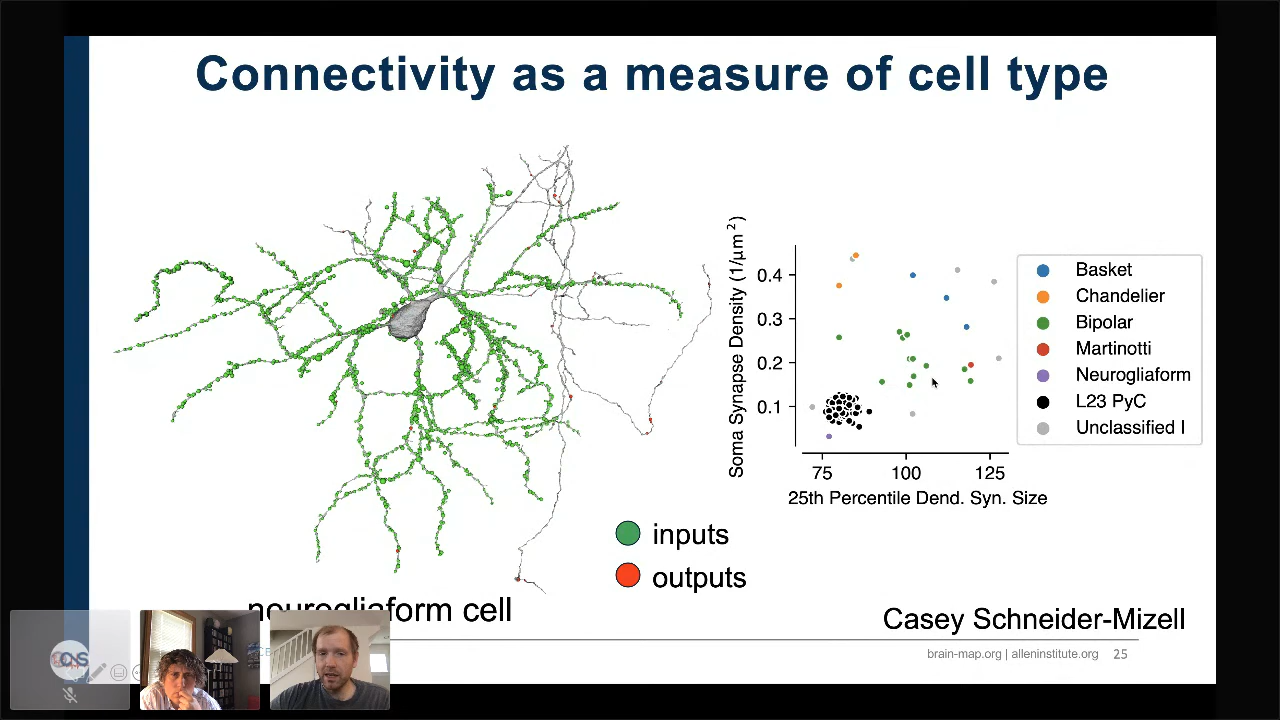 Connectivity as a measure of cell type
Soma Synapse Density (1/μm²)
0.4
0.3
0.2
0.1
75 100 125
25th Percentile Dend. Syn. Size
Basket
Chandelier
Bipolar
Martinotti
Neurogliaform
L23 PyC
Unclassified I
inputs
outputs
neurogliaform cell
Casey Schneider-Mizell
brain-map.org | alleninstitute.org 25